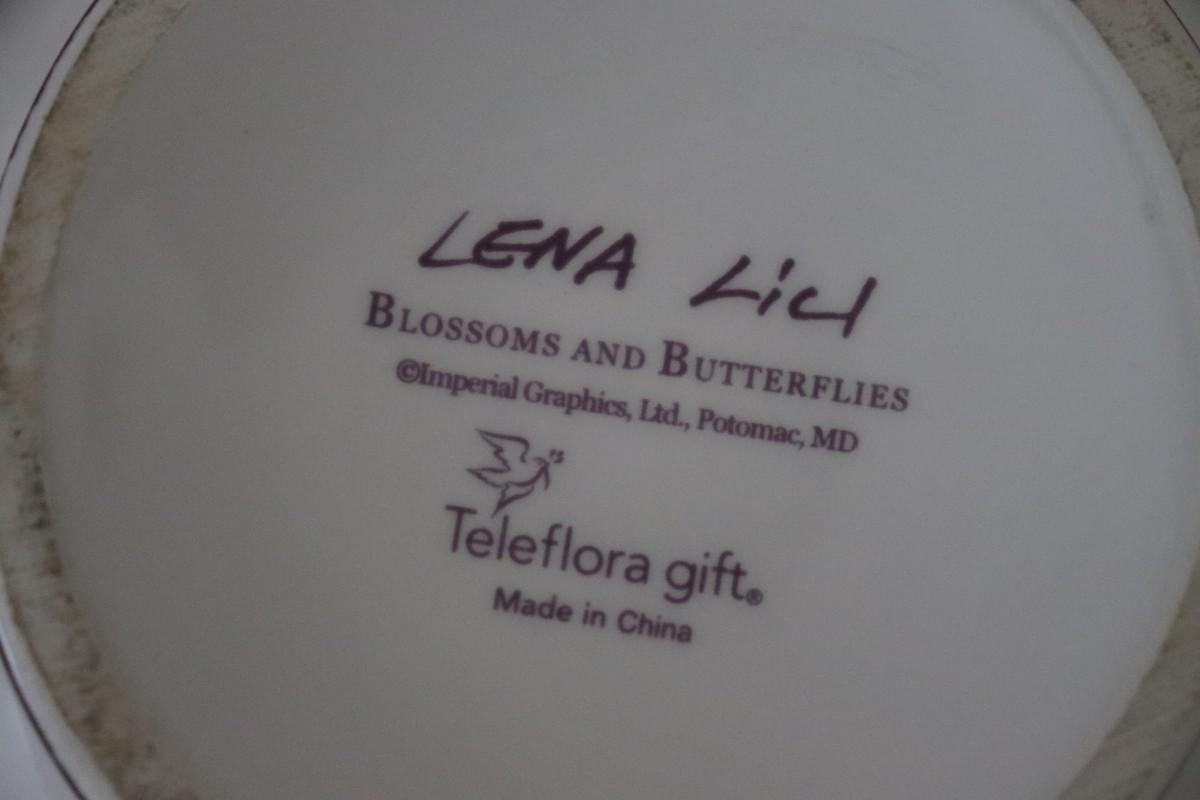 LENA LiU
BLOSSOMS AND BUTTERFLIES
©Imperial Graphics, Ltd., Potomac, MD
Teleflora gift®
Made in China